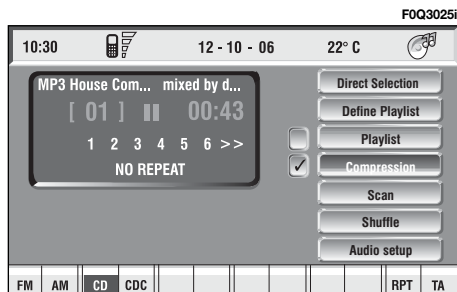 F0Q3025i
10:30 12 - 10 - 06 22° C
MP3 House Com... mixed by d...
[ 01 ] 00:43
1 2 3 4 5 6 >>
NO REPEAT
Direct Selection
Define Playlist
Playlist
Compression
Scan
Shuffle
Audio setup
FM AM CD CDC RPT TA